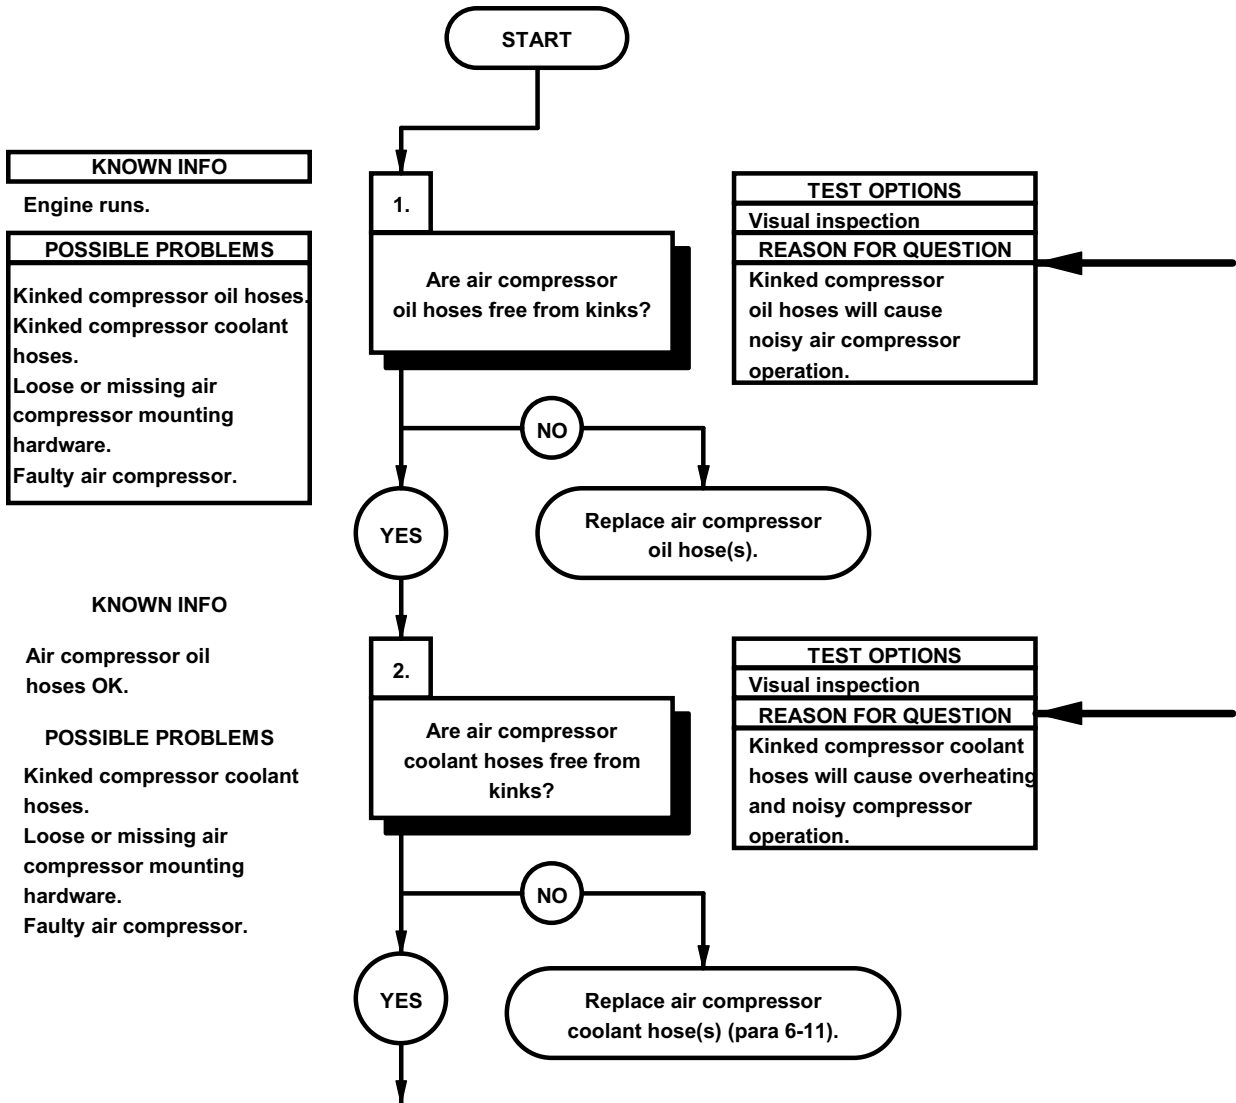 START
KNOWN INFO
Engine runs.
POSSIBLE PROBLEMS
Kinked compressor oil hoses.
Kinked compressor coolant
hoses.
Loose or missing air
compressor mounting
hardware.
Faulty air compressor.
1.
Are air compressor
oil hoses free from kinks?
TEST OPTIONS
Visual inspection
REASON FOR QUESTION
Kinked compressor
oil hoses will cause
noisy air compressor
operation.
NO
YES
Replace air compressor
oil hose(s).
KNOWN INFO
Air compressor oil
hoses OK.
POSSIBLE PROBLEMS
Kinked compressor coolant
hoses.
Loose or missing air
compressor mounting
hardware.
Faulty air compressor.
2.
Are air compressor
coolant hoses free from
kinks?
TEST OPTIONS
Visual inspection
REASON FOR QUESTION
Kinked compressor coolant
hoses will cause overheating
and noisy compressor
operation.
NO
YES
Replace air compressor
coolant hose(s) (para 6-11).